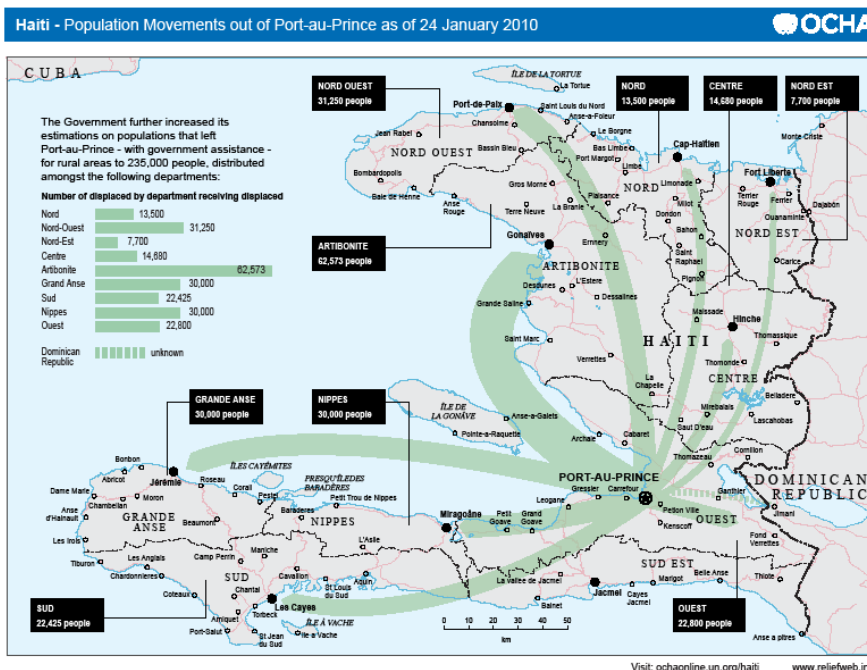 Haiti - Population Movements out of Port-au-Prince as of 24 January 2010
OCHA
CUBA
The Government further increased its
estimations on populations that left
Port-au-Prince - with government assistance -
for rural areas to 235,000 people, distributed
amongst the following departments:
Number of displaced by department receiving displaced
Nord 13,500
Nord-Ouest 31,250
Nord-Est 7,700
Centre 14,680
Artibonite 62,573
Grand Anse 30,000
Sud 22,425
Nippes 30,000
Ouest 22,800
Dominican
Republic unknown
NORD OUEST
31,250 people
NORD
13,500 people
CENTRE
14,680 people
NORD EST
7,700 people
ARTIBONITE
62,573 people
GRANDE ANSE
30,000 people
NIPPES
30,000 people
SUD
22,425 people
OUEST
22,800 people
ÎLE DE LA TORTUE
La Tortue
Port-de-Paix
Saint Louis du Nord
Anse-a-Foleur
Chansolme
Jean Rabel
NORD OUEST
Bassin Bleu
Le Borgne
Bas Limbe
Port Margot
Limbe
Cap-Haïtien
Monte Criste
Fort Liberte
Bombardopolis
Baie de Henne
Anse
Rouge
Gros Morne
Terre Neuve
La Branle
Plaisance
NORD
Limonade
Milot
Dondon
Bahon
Saint
Raphael
Pignon
Terrier
Rouge
Ferrier
Ouanaminte
Dajabón
NORD EST
Carice
Gonaïves
Ennery
ARTIBONITE
L'Estere
Desdunes
Dessalines
Grande Saline
Saint Marc
Verrettes
HAITI
Maissade
Hinche
Thomassique
Thomonde
CENTRE
La
Chapelle
Mirebalais
Saut D'eau
Belladere
Lascahobas
ÎLE DE
LA GONÂVE
Anse-a-Galets
Pointe-a-Raquette
Archaie
Cabaret
Thomazeau
Cornillon
PORT-AU-PRINCE
Gressier
Carrefour
Ganthier
DOMINICAN
REPUBLIC
Jimani
Petion Ville
Kenscoff
OUEST
Fond
Verrettes
Leogane
Petit
Goave
Grand
Goave
Miragoâne
ÎLES CAYÉMITES
PRESQU'ÎLE DES
BARADÈRES
Petit Trou de Nippes
Baraderes
NIPPES
L'Asile
Bonbon
Abricot
Jérémie
Roseau
Corail
Pestel
Dame Marie
Chambellan
Moron
Anse
d'Hainault
GRANDE
ANSE
Beaumont
Les Irois
Tiburon
Les Anglais
Chardonnieres
Camp Perrin
Maniche
SUD
Cavaillon
St Louis
du Sud
Aquin
Coteaux
Chantal
Torbeck
Arniquet
Les Cayes
Port-Salut
St Jean
du Sud
ÎLE À VACHE
Ile a Vache
La vallee de Jacmel
Bainet
Jacmel
Cayes
Jacmel
SUD EST
Marigot
Belle Anse
Thiote
Anse a pitres
0 10 20 30 40 50
km
Visit: ochaonline.un.org/haiti www.reliefweb.in